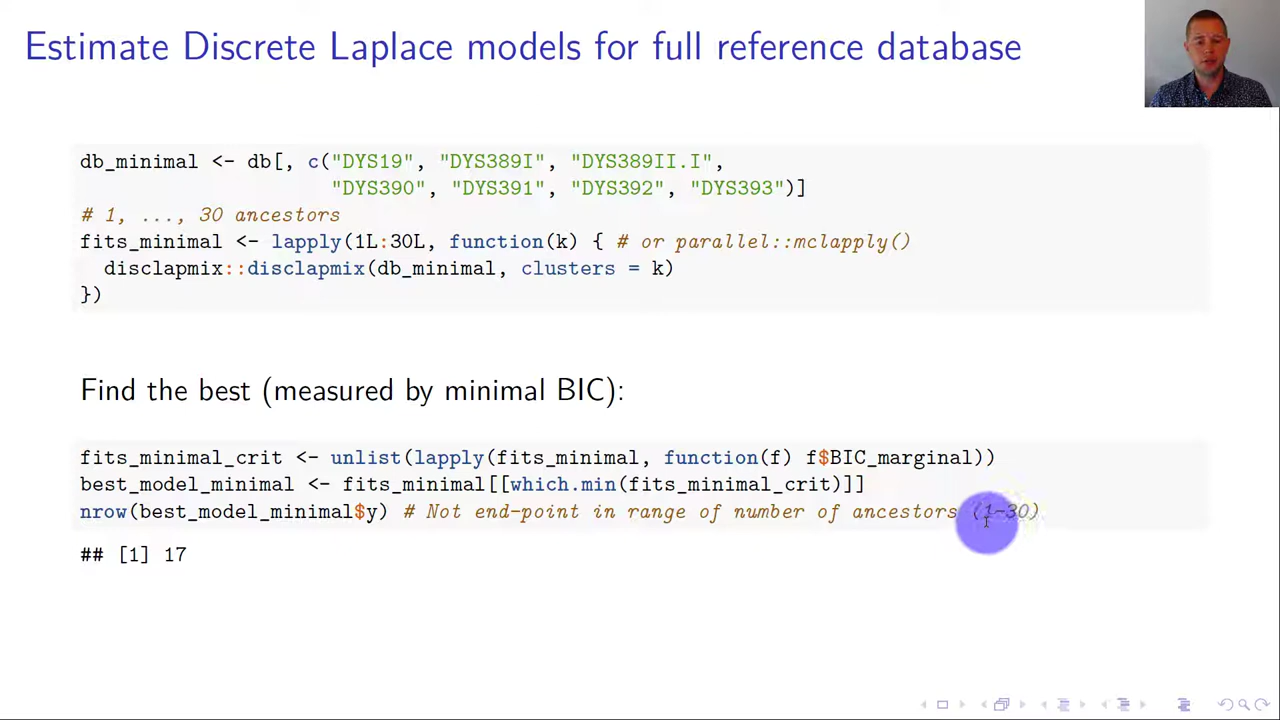 Estimate Discrete Laplace models for full reference database
db_minimal <- db[, c("DYS19", "DYS389I", "DYS389II.I",
"DYS390", "DYS391", "DYS392", "DYS393")]
# 1, ..., 30 ancestors
fits_minimal <- lapply(1L:30L, function(k) { # or parallel::mclapply()
disclapmix::disclapmix(db_minimal, clusters = k)
})
Find the best (measured by minimal BIC):
fits_minimal_crit <- unlist(lapply(fits_minimal, function(f) f$BIC_marginal))
best_model_minimal <- fits_minimal[[which.min(fits_minimal_crit)]]
nrow(best_model_minimal$y) # Not end-point in range of number of ancestors (1-30)
## [1] 17